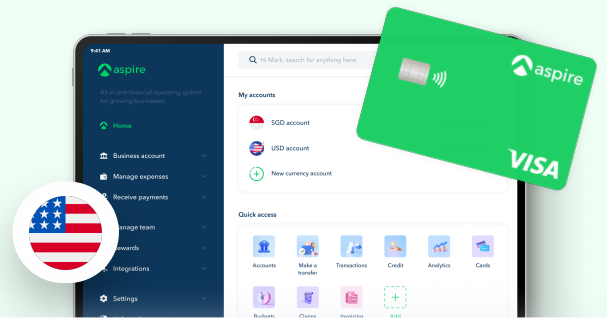 9:41 AM
aspire
All-in-one financial operating system
for growing businesses
Home
Business account
Manage expenses
Receive payments
Manage team
Rewards
Integrations
Settings
Hi Mark, search for anything here
My accounts
SGD account
USD account
New currency account
Quick access
Accounts
Make a
transfer
Transactions
Credit
Analytics
Cards
Budgets
Claims
Invoicing
Add
aspire
VISA